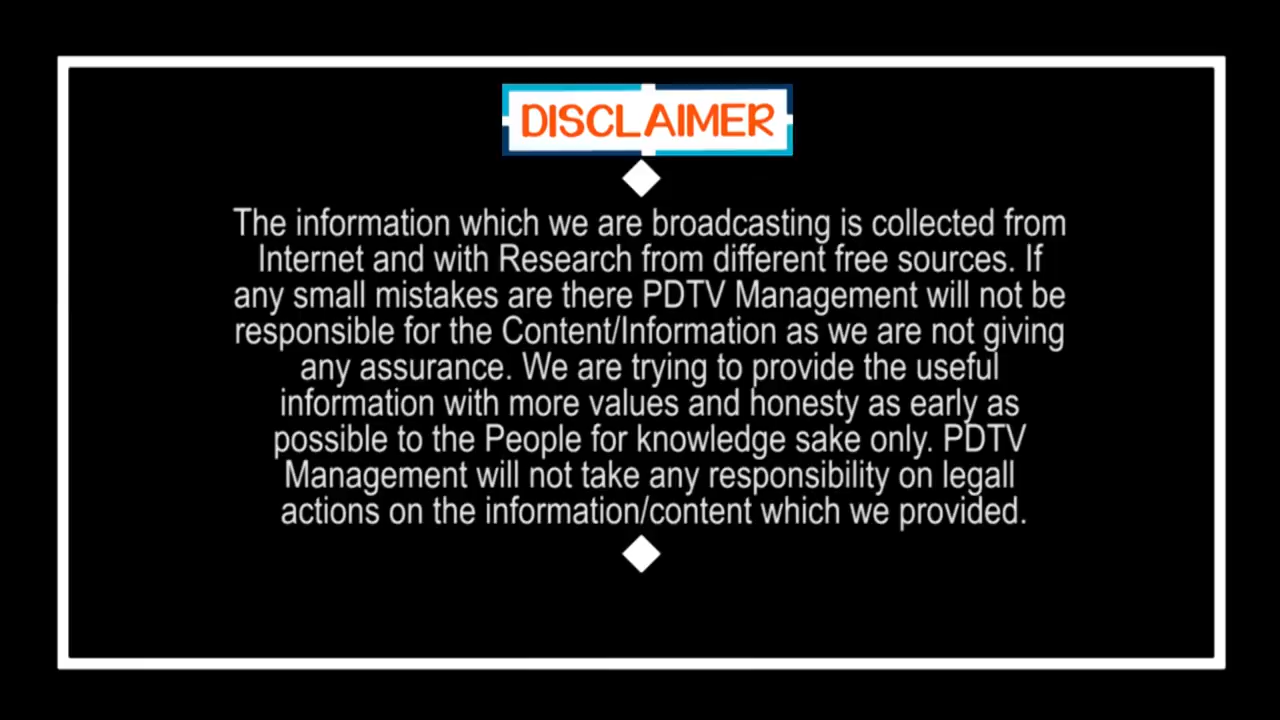 DISCLAIMER
The information which we are broadcasting is collected from
Internet and with Research from different free sources. If
any small mistakes are there PDTV Management will not be
responsible for the Content/Information as we are not giving
any assurance. We are trying to provide the useful
information with more values and honesty as early as
possible to the People for knowledge sake only. PDTV
Management will not take any responsibility on legall
actions on the information/content which we provided.